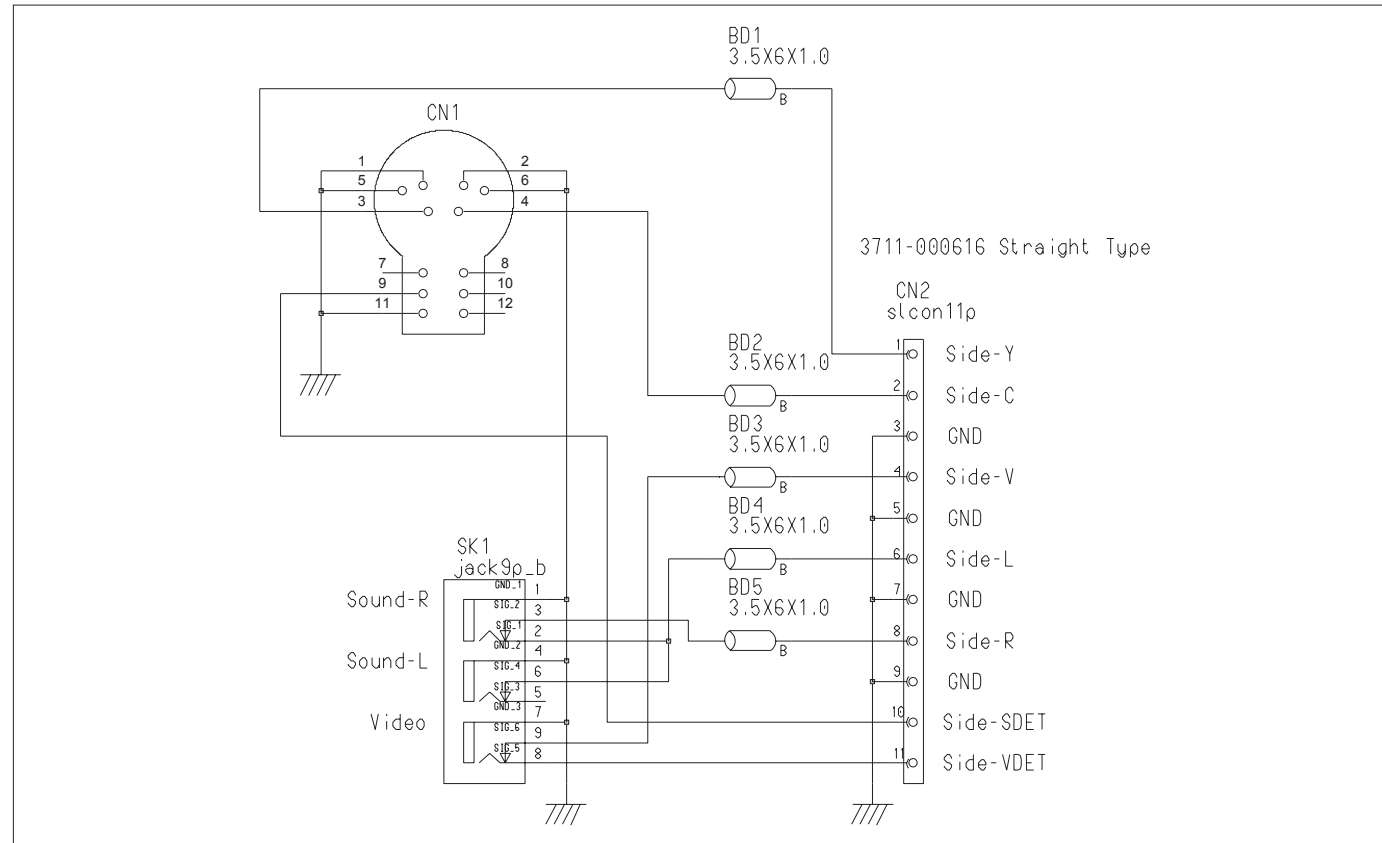 BD1
3.5X6X1.0
B
CN1
1
2
5
6
3
4
7
8
9
10
11
12
3711-000616 Straight Type
CN2
slcon11p
1
Side-Y
BD2
3.5X6X1.0
B
2
Side-C
BD3
3.5X6X1.0
B
3
GND
4
Side-V
BD4
3.5X6X1.0
B
5
GND
6
Side-L
BD5
3.5X6X1.0
B
7
GND
8
Side-R
9
GND
10
Side-SDET
11
Side-VDET
SK1
jack9p_b
Sound-R
GND_1
1
SIG_2
3
SIG_1
2
Sound-L
GND_2
4
SIG_4
6
SIG_3
5
Video
GND_3
7
SIG_6
9
SIG_5
8